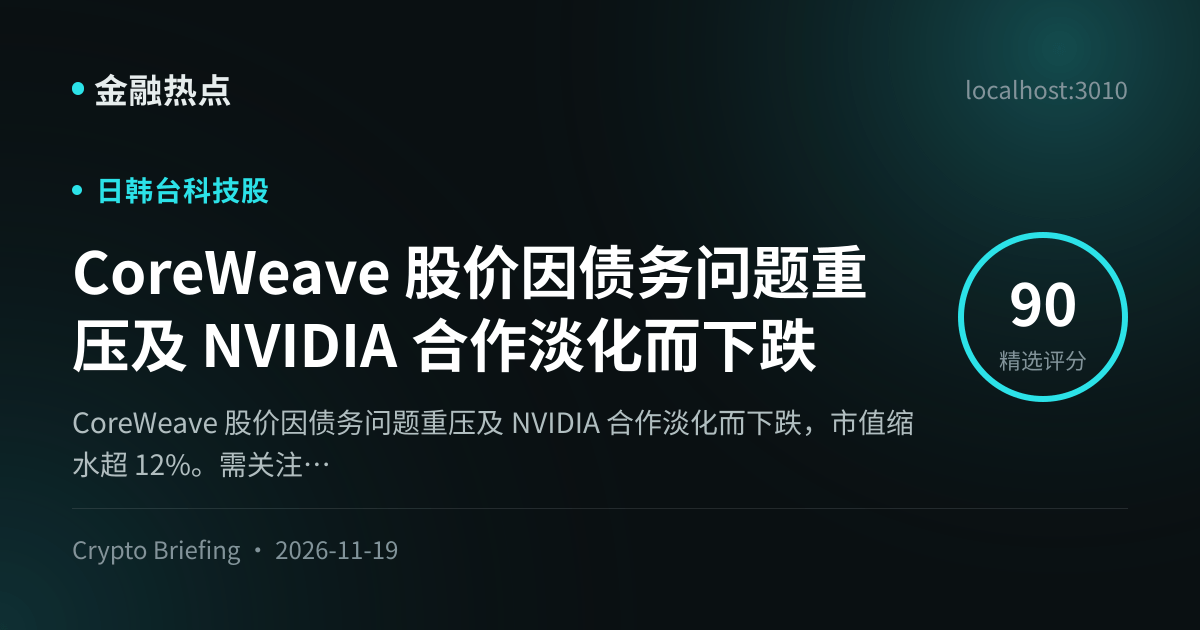 金融热点
localhost:3010
日韩台科技股
CoreWeave 股价因债务问题重
压及 NVIDIA 合作淡化而下跌
90
精选评分
CoreWeave 股价因债务问题重压及 NVIDIA 合作淡化而下跌，市值缩
水超 12%。需关注…
Crypto Briefing · 2026-11-19